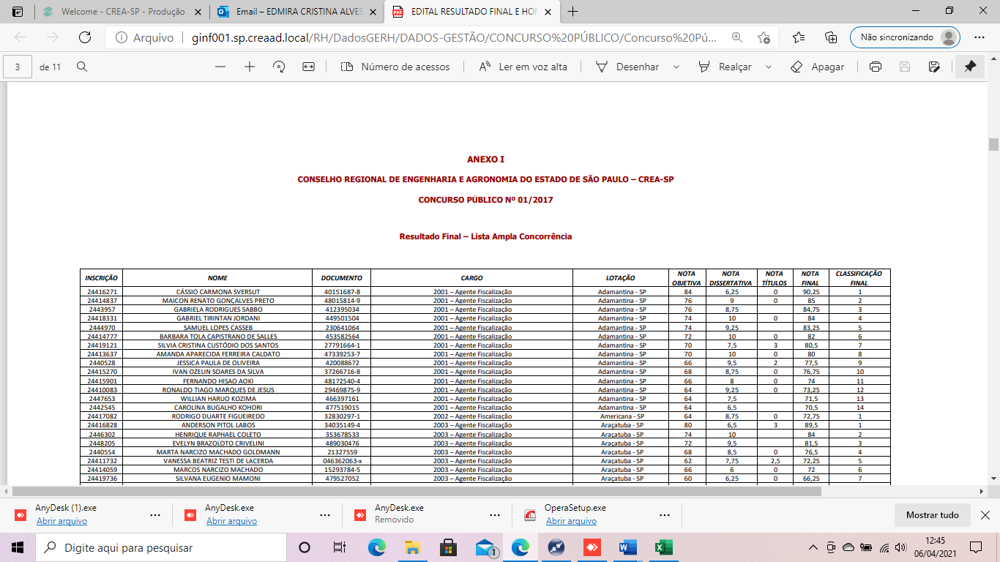 Welcome - CREA-SP - Produção
Email – EDMIRA CRISTINA ALVES
EDITAL RESULTADO FINAL E HOM
Arquivo | ginf001.sp.creaad.local/RH/DadosGERH/DADOS-GESTÃO/CONCURSO%20PÚBLICO/Concurso%20Pú...
Não sincronizando
3 de 11
Número de acessos
Ler em voz alta
Desenhar
Realçar
Apagar
ANEXO I
CONSELHO REGIONAL DE ENGENHARIA E AGRONOMIA DO ESTADO DE SÃO PAULO – CREA-SP
CONCURSO PÚBLICO Nº 01/2017
Resultado Final – Lista Ampla Concorrência
INSCRIÇÃO NOME DOCUMENTO CARGO LOTAÇÃO NOTA OBJETIVA NOTA DISSERTATIVA NOTA TÍTULOS NOTA FINAL CLASSIFICAÇÃO FINAL
24416271 CÁSSIO CARMONA SVERSUT 40151687-8 2001 – Agente Fiscalização Adamantina - SP 84 6,25 0 90,25 1
24414837 MAICON RENATO GONÇALVES PRETO 48015814-9 2001 – Agente Fiscalização Adamantina - SP 76 9 0 85 2
2443957 GABRIELA RODRIGUES SABBO 412395034 2001 – Agente Fiscalização Adamantina - SP 76 8,75 84,75 3
24418331 GABRIEL TIRINTAN JORDANI 449501504 2001 – Agente Fiscalização Adamantina - SP 74 10 0 84 4
2444970 SAMUEL LOPES CASSEB 230641064 2001 – Agente Fiscalização Adamantina - SP 74 9,25 83,25 5
24414777 BARBARA TOLA CAPISTRANO DE SALLES 453582564 2001 – Agente Fiscalização Adamantina - SP 72 10 0 82 6
24419121 SILVIA CRISTINA CUSTÓDIO DOS SANTOS 27791664-1 2001 – Agente Fiscalização Adamantina - SP 70 7,5 3 80,5 7
24413637 AMANDA APARECIDA FERREIRA CALDATO 47339253-7 2001 – Agente Fiscalização Adamantina - SP 70 10 0 80 8
2440528 JESSICA PAULA DE OLIVEIRA 420088672 2001 – Agente Fiscalização Adamantina - SP 66 9,5 2 77,5 9
24415270 IVAN OZELIN SOARES DA SILVA 37266716-8 2001 – Agente Fiscalização Adamantina - SP 68 8,75 0 76,75 10
24415901 FERNANDO HISAO AOKI 48172540-4 2001 – Agente Fiscalização Adamantina - SP 66 8 0 74 11
24410083 RONALDO TIAGO MARQUES DE JESUS 29469875-9 2001 – Agente Fiscalização Adamantina - SP 64 9,25 0 73,25 12
2447653 WILLIAN HARUO KOZIMA 466397161 2001 – Agente Fiscalização Adamantina - SP 64 7,5 71,5 13
2442545 CAROLINA BUGALHO KOHORI 477519015 2001 – Agente Fiscalização Adamantina - SP 64 6,5 70,5 14
24417082 RODRIGO DUARTE FIGUEIREDO 32830297-1 2002 – Agente Fiscalização Americana - SP 64 8,75 0 72,75 1
24416828 ANDERSON PITOL LABOS 34035149-4 2003 – Agente Fiscalização Araçatuba - SP 80 6,5 3 89,5 1
2446302 HENRIQUE RAPHAEL COLETO 353678533 2003 – Agente Fiscalização Araçatuba - SP 74 10 84 2
2448205 EVELYN BRAZOLOTO CRIVELINI 489030476 2003 – Agente Fiscalização Araçatuba - SP 72 9,5 81,5 3
2440554 MARTA NARCIZO MACHADO GOLDMANN 21327559 2003 – Agente Fiscalização Araçatuba - SP 68 8,5 0 76,5 4
24411732 VANESSA BEATRIZ TESTI DE LACERDA 046362063-x 2003 – Agente Fiscalização Araçatuba - SP 62 7,75 2,5 72,25 5
24414059 MARCOS NARCIZO MACHADO 15293784-5 2003 – Agente Fiscalização Araçatuba - SP 66 6 0 72 6
24419736 SILVANA EUGENIO MAMONI 479527052 2003 – Agente Fiscalização Araçatuba - SP 60 6,25 0 66,25 7
AnyDesk (1).exe
Abrir arquivo
AnyDesk.exe
Abrir arquivo
AnyDesk.exe
Removido
OperaSetup.exe
Abrir arquivo
Mostrar tudo
Digite aqui para pesquisar
1
12:45
06/04/2021